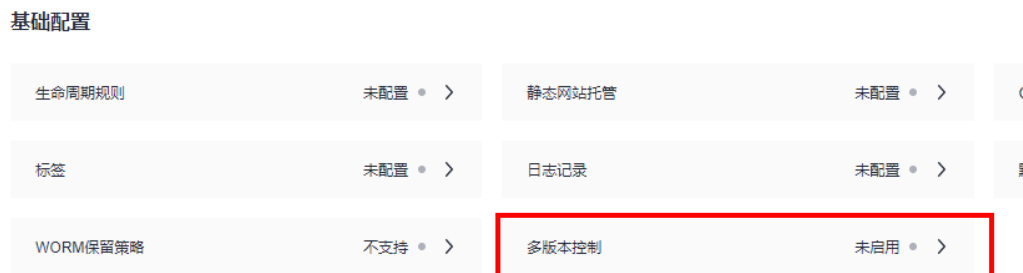 基础配置
生命周期规则 未配置 静态网站托管 未配置
标签 未配置 日志记录 未配置
WORM保留策略 不支持 多版本控制 未启用